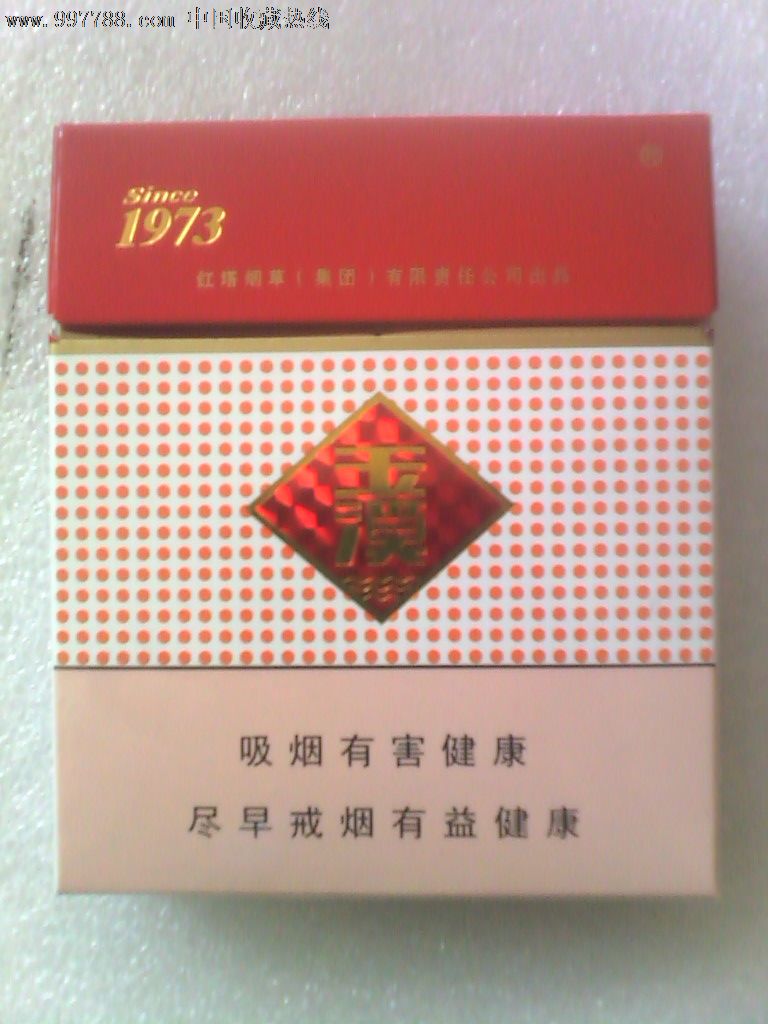 www.997788.com 中国收藏热线
Since
1973
红塔烟草(集团)有限责任公司出品
玉溪
吸烟有害健康
尽早戒烟有益健康